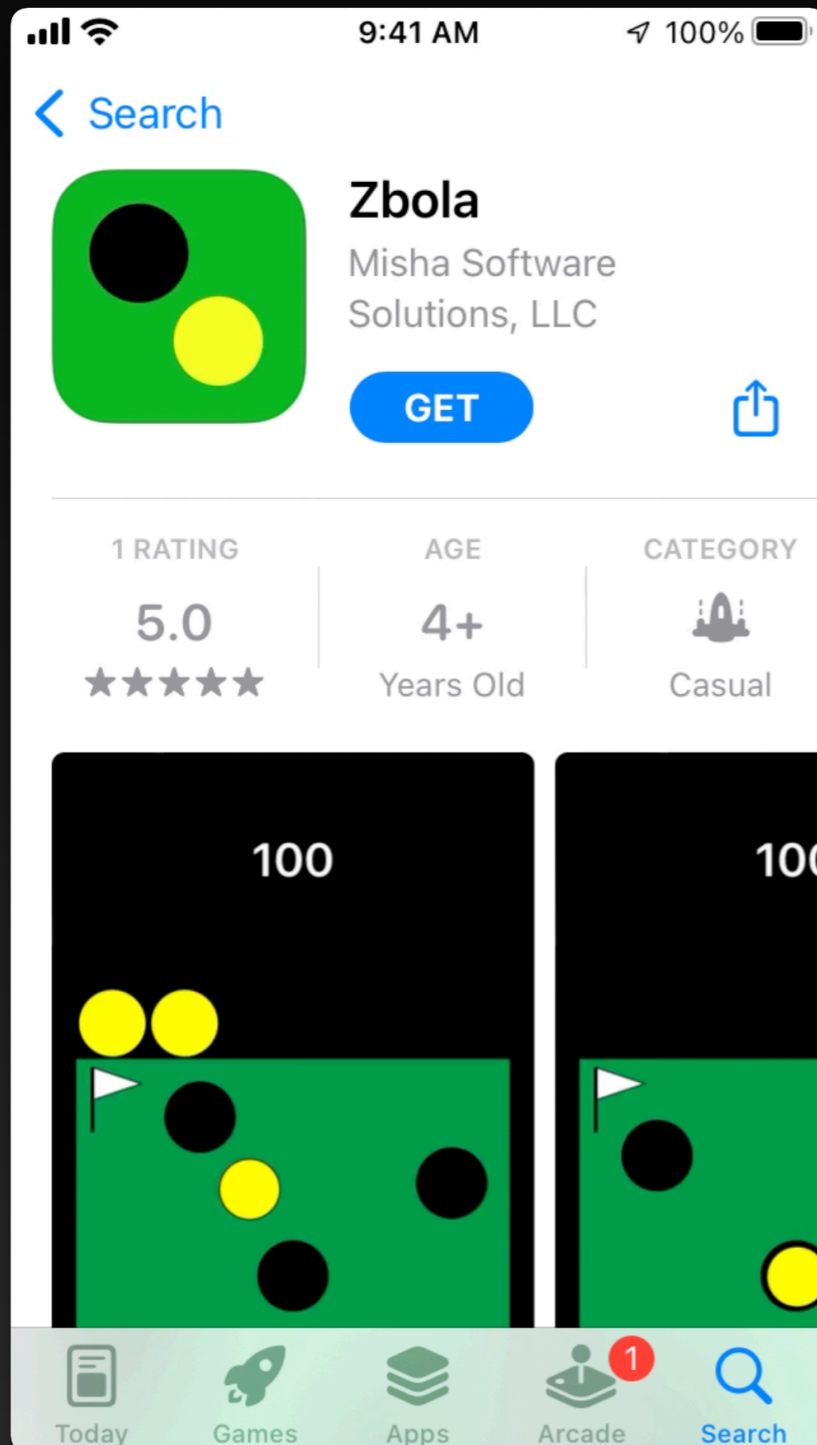 9:41 AM
100%
Search
Zbola
Misha Software
Solutions, LLC
GET
1 RATING
AGE
CATEGORY
5.0
4+
Years Old
Casual
100
100
1
Today
Games
Apps
Arcade
Search